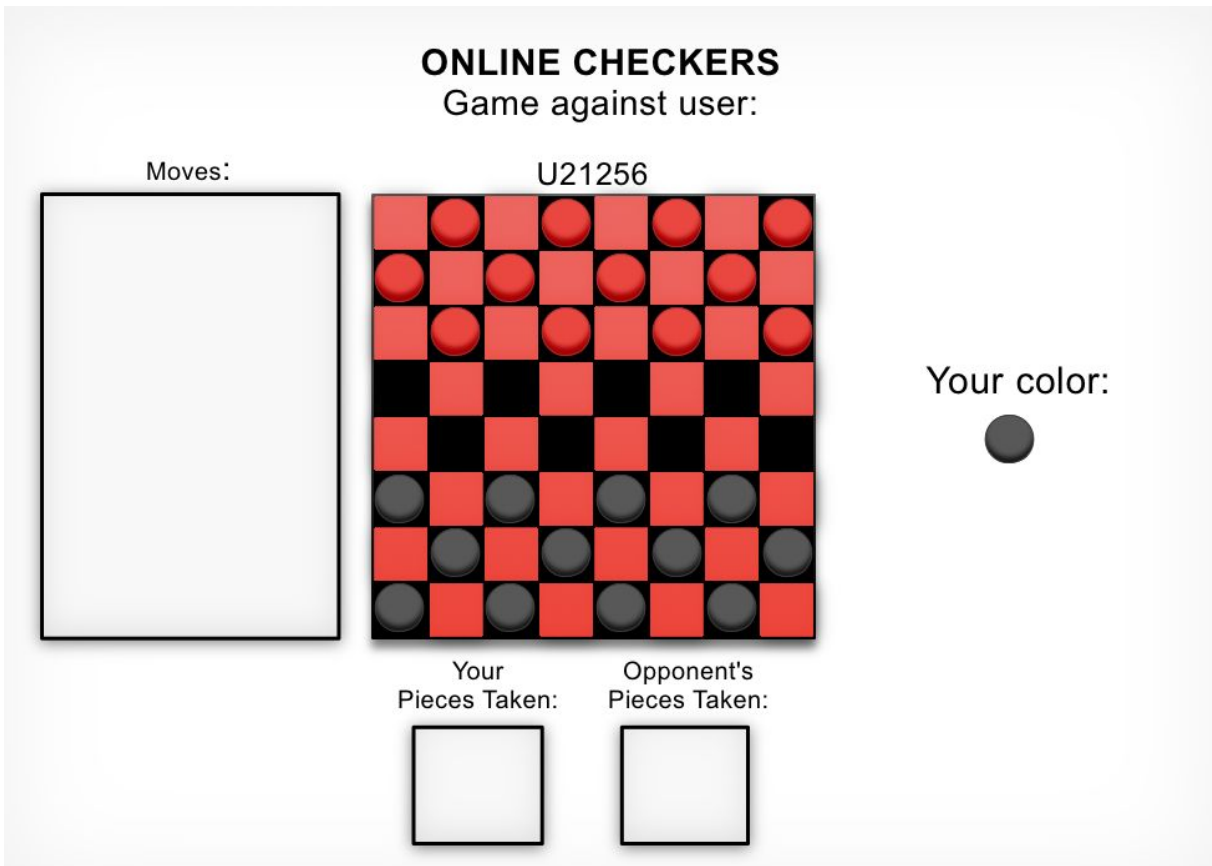 ONLINE CHECKERS
Game against user:
Moves:
U21256
Your color:
Your
Pieces Taken:
Opponent's
Pieces Taken: